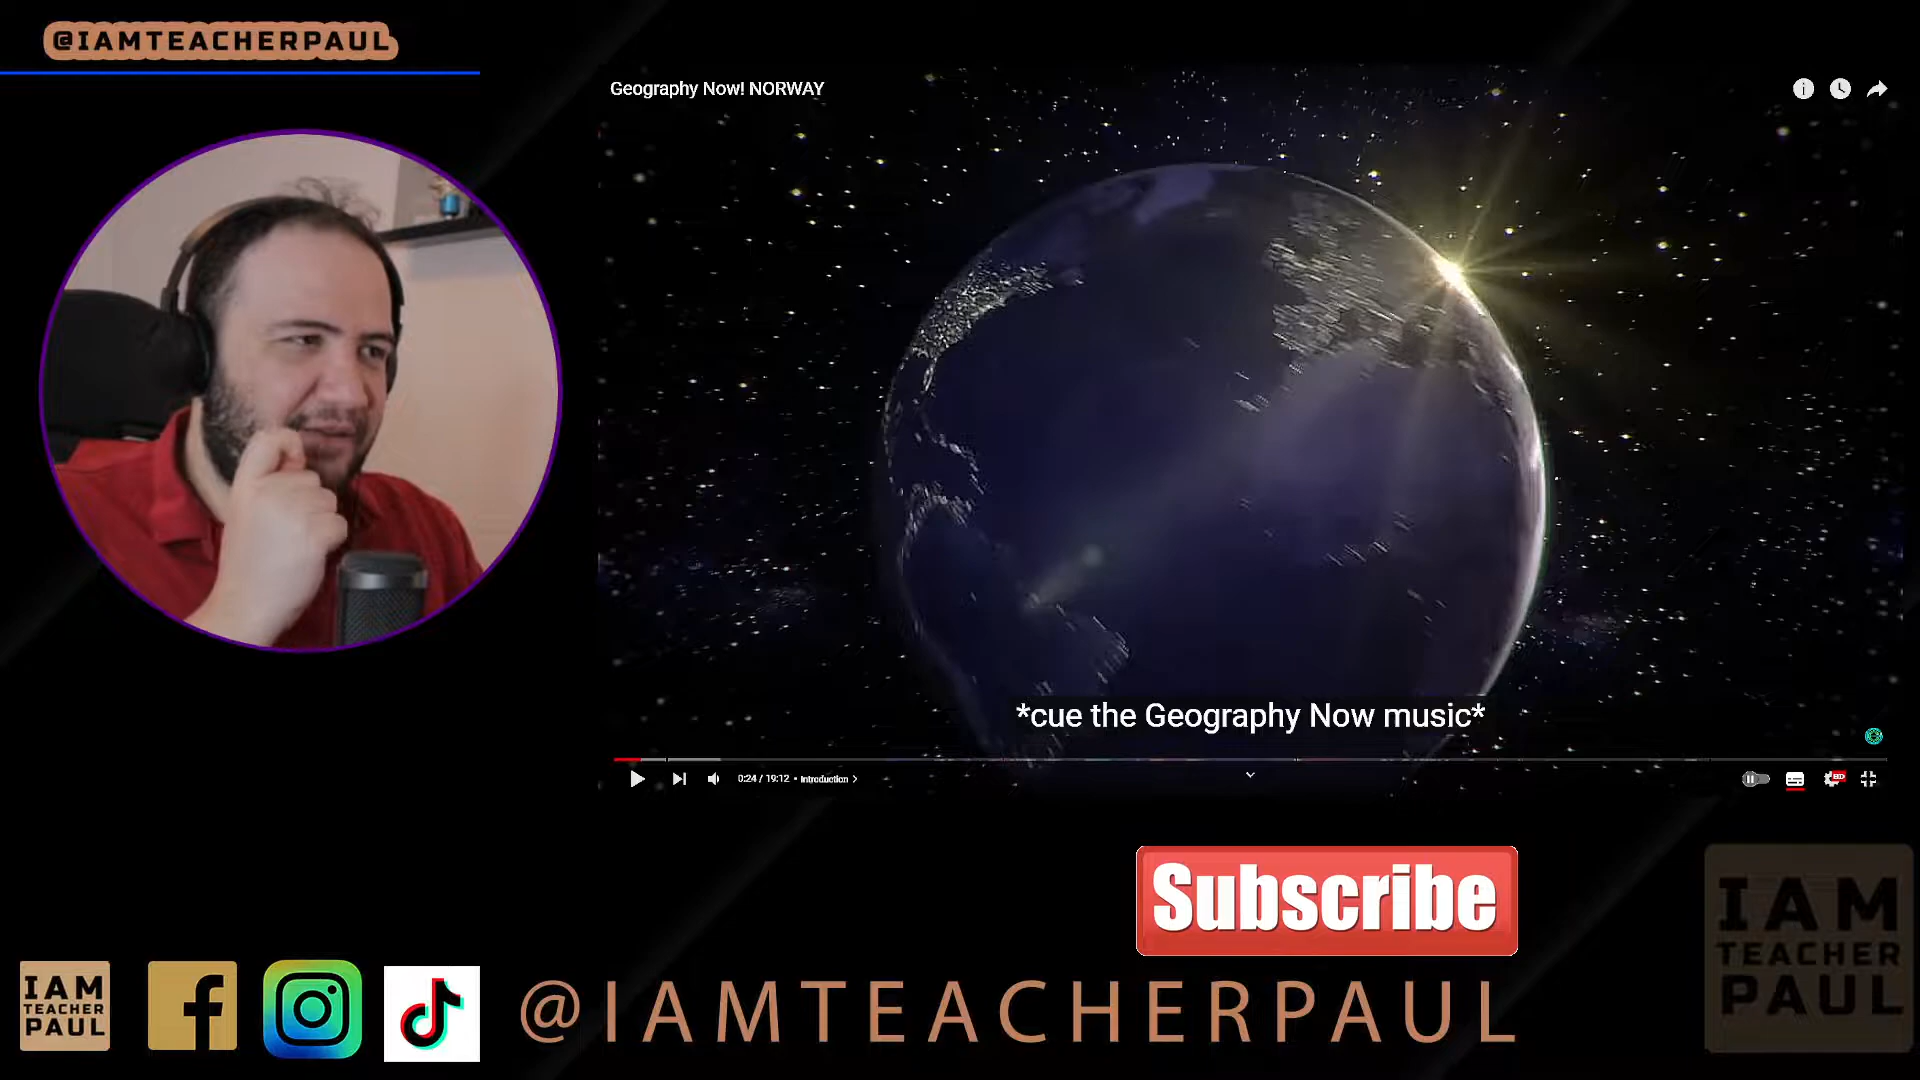 @IAMTEACHERPAUL
Geography Now! NORWAY
*cue the Geography Now music*
0:24 / 19:12 • Introduction >
HD
Subscribe
IAM
TEACHER
PAUL
@IAMTEACHERPAUL
IAM
TEACHER
PAUL